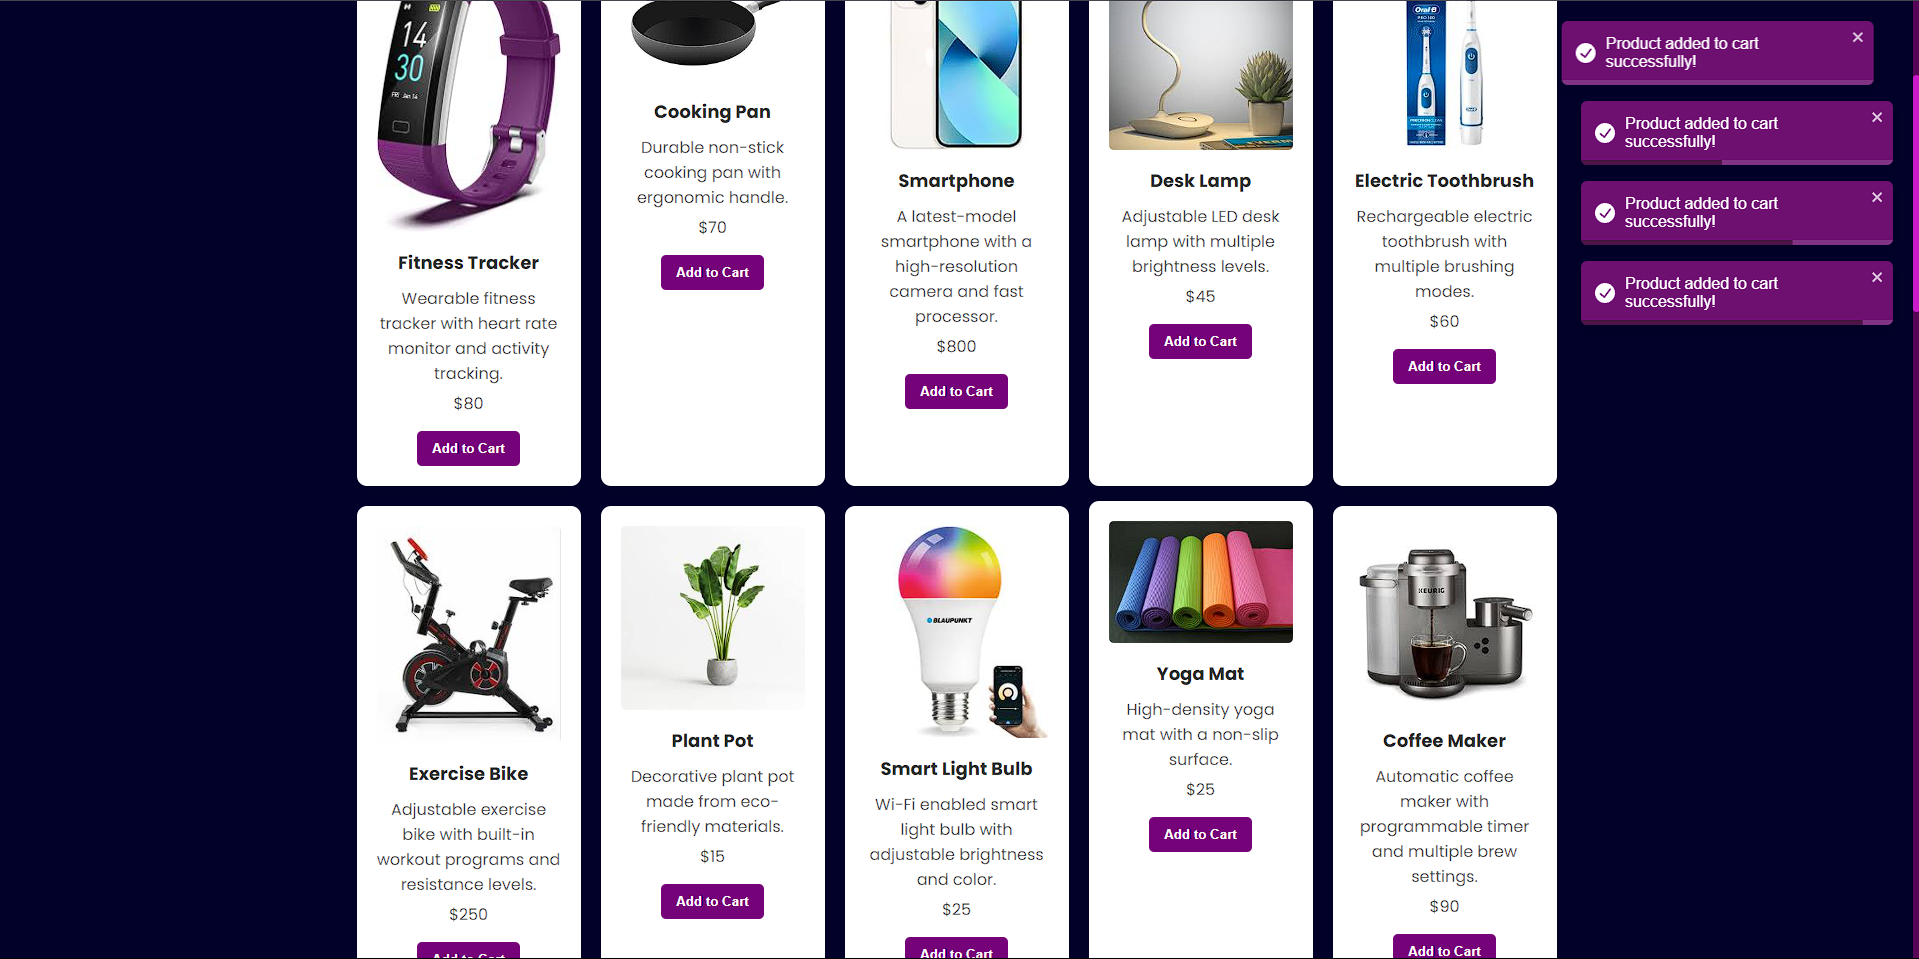 14
30
FRI Jan 14
Fitness Tracker
Wearable fitness
tracker with heart rate
monitor and activity
tracking.
$80
Add to Cart
Cooking Pan
Durable non-stick
cooking pan with
ergonomic handle.
$70
Add to Cart
Smartphone
A latest-model
smartphone with a
high-resolution
camera and fast
processor.
$800
Add to Cart
Desk Lamp
Adjustable LED desk
lamp with multiple
brightness levels.
$45
Add to Cart
Oral-B
PRO 100
Electric Toothbrush
Rechargeable electric
toothbrush with
multiple brushing
modes.
$60
Add to Cart
Product added to cart
successfully!
Product added to cart
successfully!
Product added to cart
successfully!
Product added to cart
successfully!
Exercise Bike
Adjustable exercise
bike with built-in
workout programs and
resistance levels.
$250
Add to Cart
Plant Pot
Decorative plant pot
made from eco-
friendly materials.
$15
Add to Cart
BLAUPUNKT
Smart Light Bulb
Wi-Fi enabled smart
light bulb with
adjustable brightness
and color.
$25
Add to Cart
Yoga Mat
High-density yoga
mat with a non-slip
surface.
$25
Add to Cart
KEURIG
Coffee Maker
Automatic coffee
maker with
programmable timer
and multiple brew
settings.
$90
Add to Cart